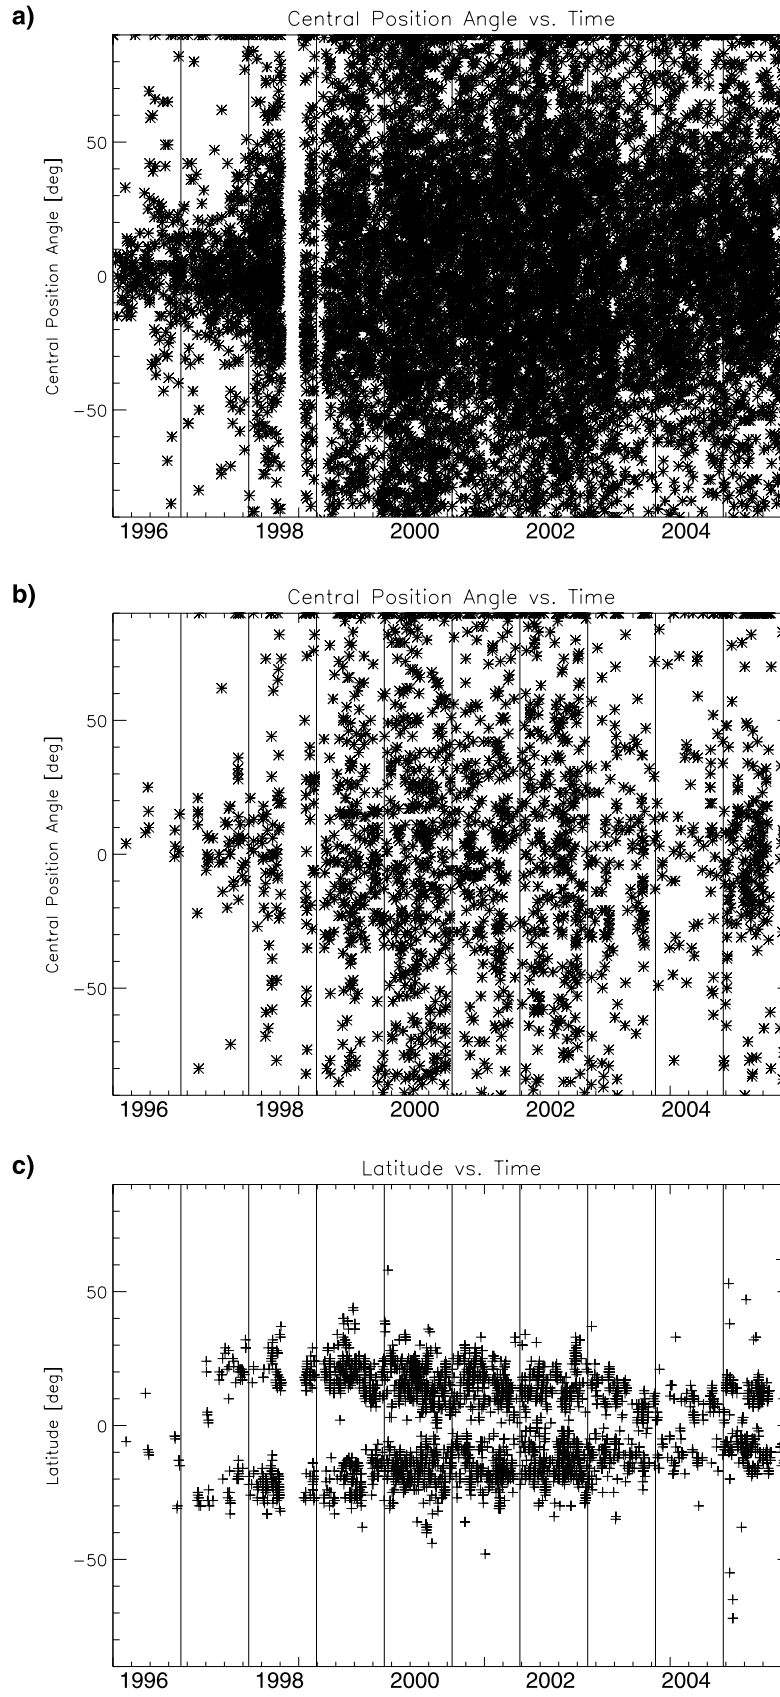 a)
Central Position Angle vs. Time
Central Position Angle [deg]
50
0
−50
1996 1998 2000 2002 2004
b)
Central Position Angle vs. Time
Central Position Angle [deg]
50
0
−50
1996 1998 2000 2002 2004
c)
Latitude vs. Time
Latitude [deg]
50
0
−50
1996 1998 2000 2002 2004